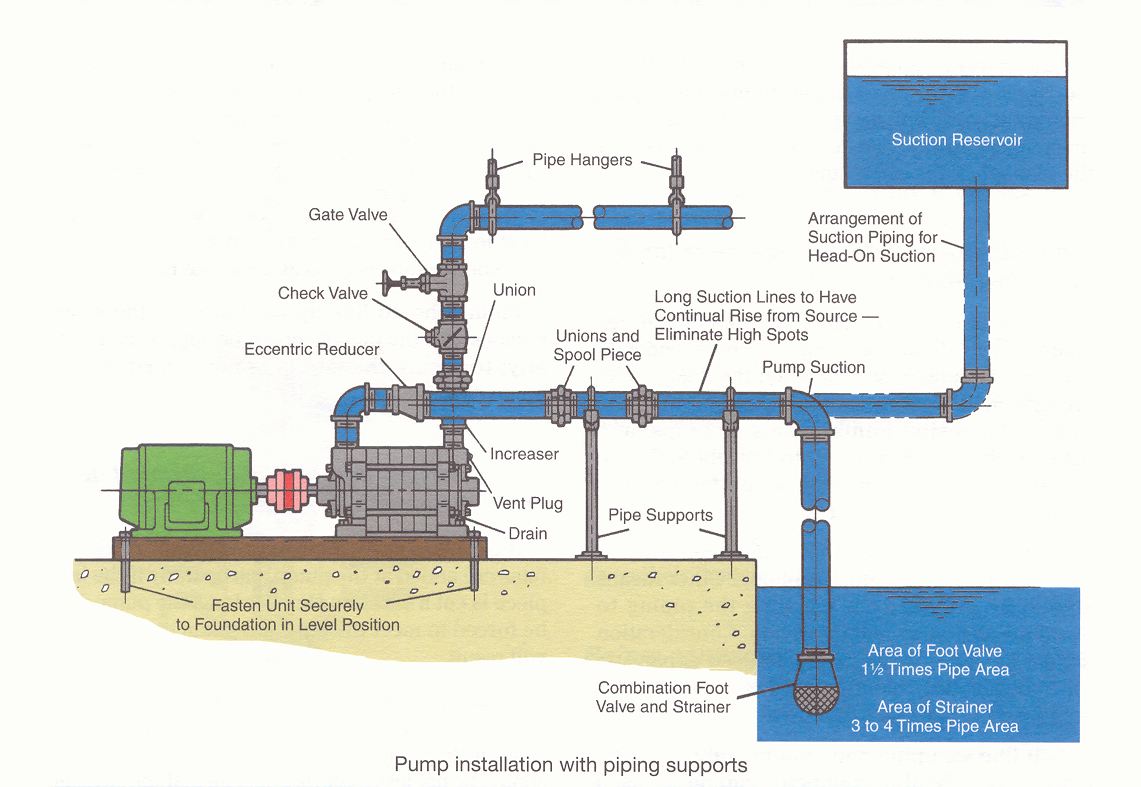 Suction Reservoir
Pipe Hangers
Gate Valve
Arrangement of
Suction Piping for
Head-On Suction
Check Valve
Union
Long Suction Lines to Have
Continual Rise from Source —
Eliminate High Spots
Eccentric Reducer
Unions and
Spool Piece
Pump Suction
Increaser
Vent Plug
Drain
Pipe Supports
Fasten Unit Securely
to Foundation in Level Position
Area of Foot Valve
1½ Times Pipe Area
Combination Foot
Valve and Strainer
Area of Strainer
3 to 4 Times Pipe Area
Pump installation with piping supports